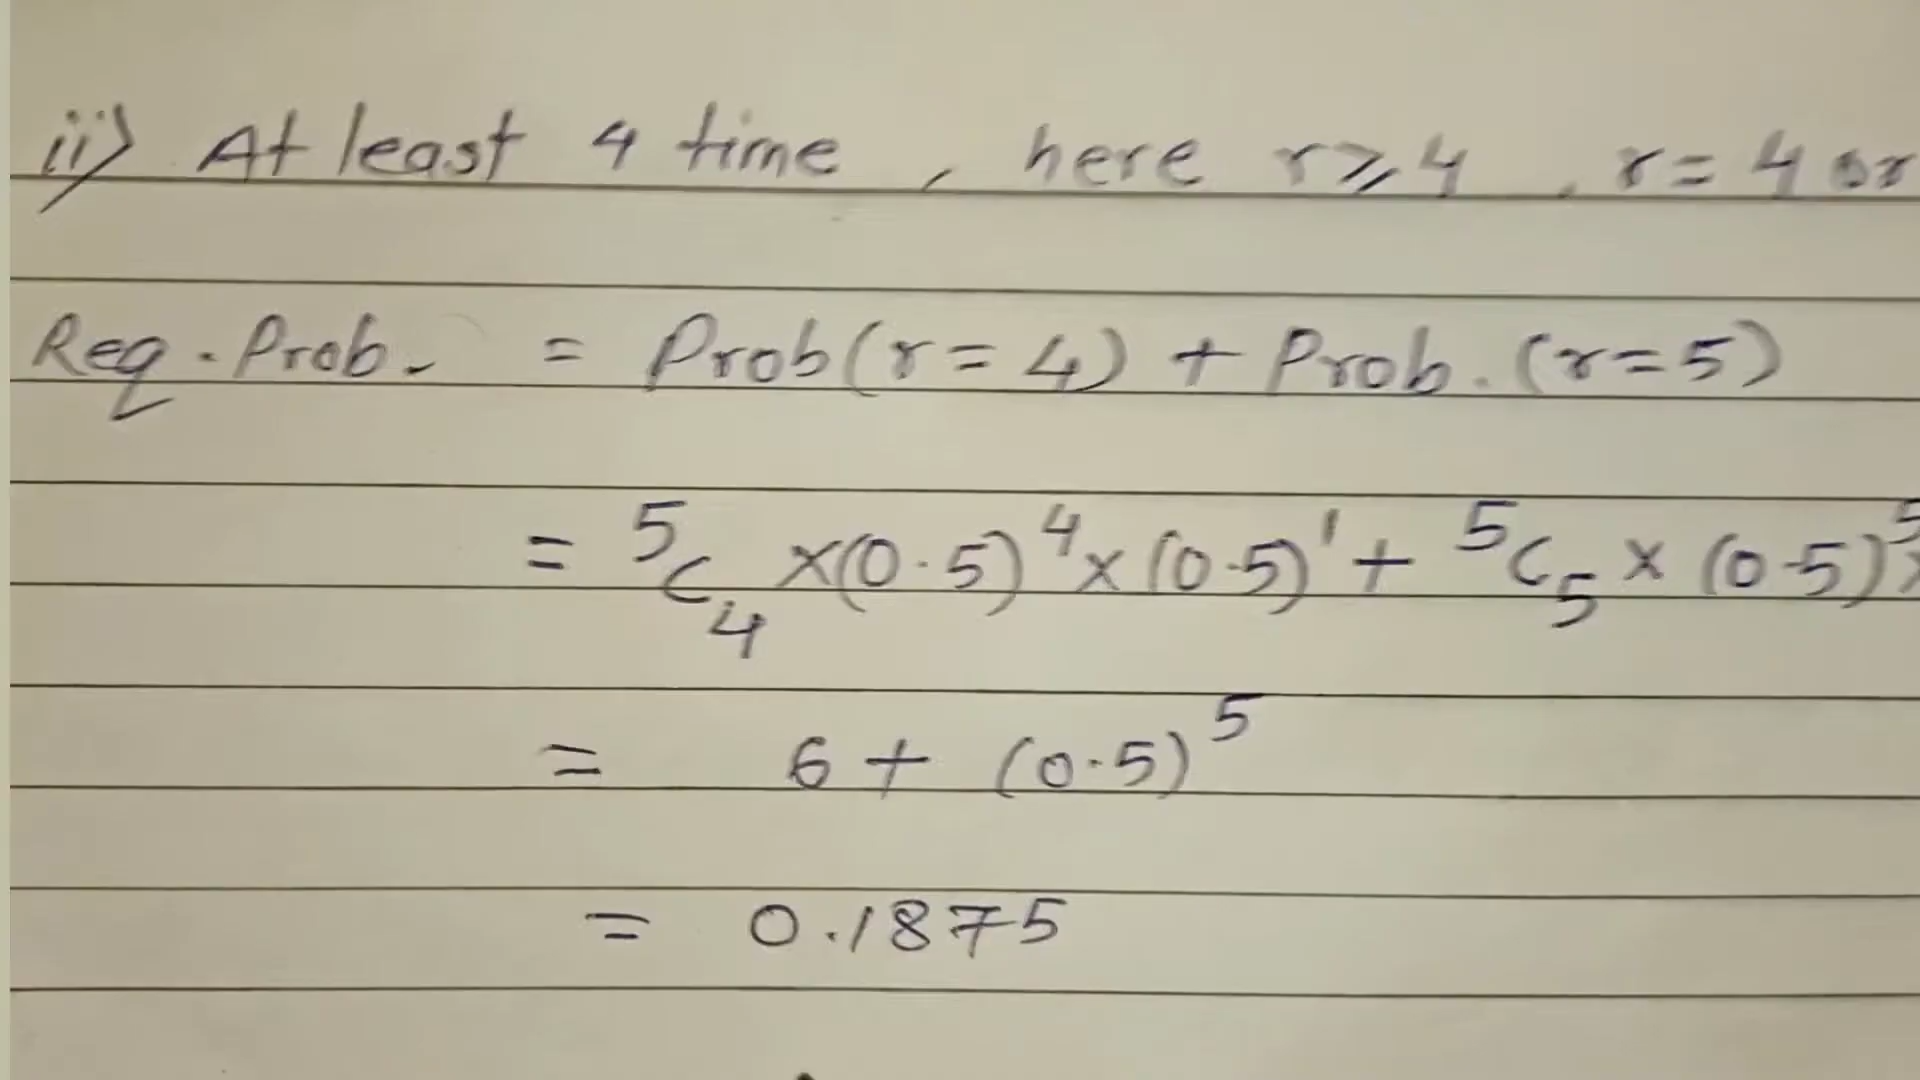 ii) At least 4 time, here r⩾4, r=4 or
Req. Prob. = Prob(r=4) + Prob.(r=5)
= ⁵C₄ ×(0.5)⁴×(0.5)¹+ ⁵C₅ × (0.5)⁵×
= 6 + (0.5)⁵
= 0.1875